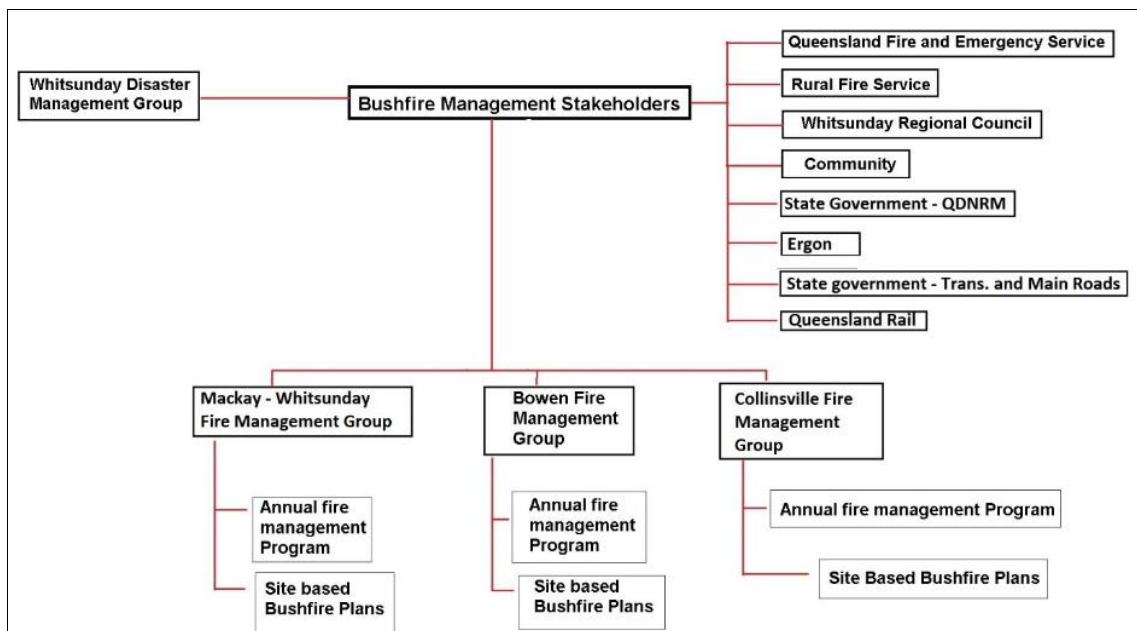 Queensland Fire and Emergency Service
Whitsunday Disaster
Management Group
Bushfire Management Stakeholders
Rural Fire Service
Whitsunday Regional Council
Community
State Government - QDNRM
Ergon
State government - Trans. and Main Roads
Queensland Rail
Mackay - Whitsunday
Fire Management Group
Bowen Fire
Management
Group
Collinsville Fire
Management
Group
Annual fire
management
Program
Site based
Bushfire Plans
Annual fire
management
Program
Site based
Bushfire Plans
Annual fire management Program
Site Based Bushfire Plans